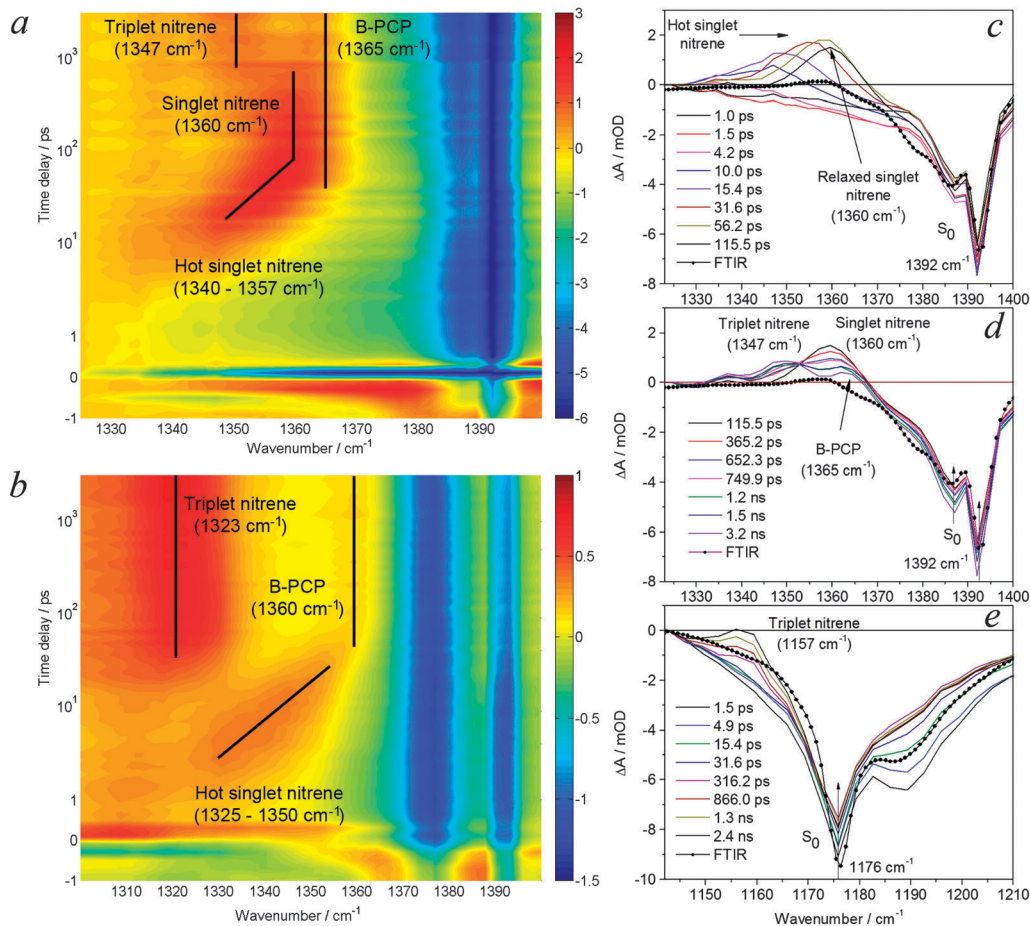 a
Triplet nitrene
(1347 cm-1)
B-PCP
(1365 cm-1)
Singlet nitrene
(1360 cm-1)
Hot singlet nitrene
(1340 - 1357 cm-1)
Time delay / ps
10^3
10^2
10^1
1
0
-1
1330 1340 1350 1360 1370 1380 1390
Wavenumber / cm-1
3
2
1
0
-1
-2
-3
-4
-5
-6
b
Triplet nitrene
(1323 cm-1)
B-PCP
(1360 cm-1)
Hot singlet nitrene
(1325 - 1350 cm-1)
Time delay / ps
10^3
10^2
10^1
1
0
-1
1310 1320 1330 1340 1350 1360 1370 1380 1390
Wavenumber / cm-1
1
0.5
0
-0.5
-1
-1.5
c
Hot singlet
nitrene
1.0 ps
1.5 ps
4.2 ps
10.0 ps
15.4 ps
31.6 ps
56.2 ps
115.5 ps
FTIR
Relaxed singlet
nitrene
(1360 cm-1)
S0
1392 cm-1
ΔA / mOD
2
0
-2
-4
-6
-8
1330 1340 1350 1360 1370 1380 1390 1400
d
Triplet nitrene
(1347 cm-1)
Singlet nitrene
(1360 cm-1)
115.5 ps
365.2 ps
652.3 ps
749.9 ps
1.2 ns
1.5 ns
3.2 ns
FTIR
B-PCP
(1365 cm-1)
S0
1392 cm-1
ΔA / mOD
2
0
-2
-4
-6
-8
1330 1340 1350 1360 1370 1380 1390 1400
e
Triplet nitrene
(1157 cm-1)
1.5 ps
4.9 ps
15.4 ps
31.6 ps
316.2 ps
866.0 ps
1.3 ns
2.4 ns
FTIR
S0
1176 cm-1
ΔA / mOD
0
-2
-4
-6
-8
-10
1150 1160 1170 1180 1190 1200 1210
Wavenumber / cm-1